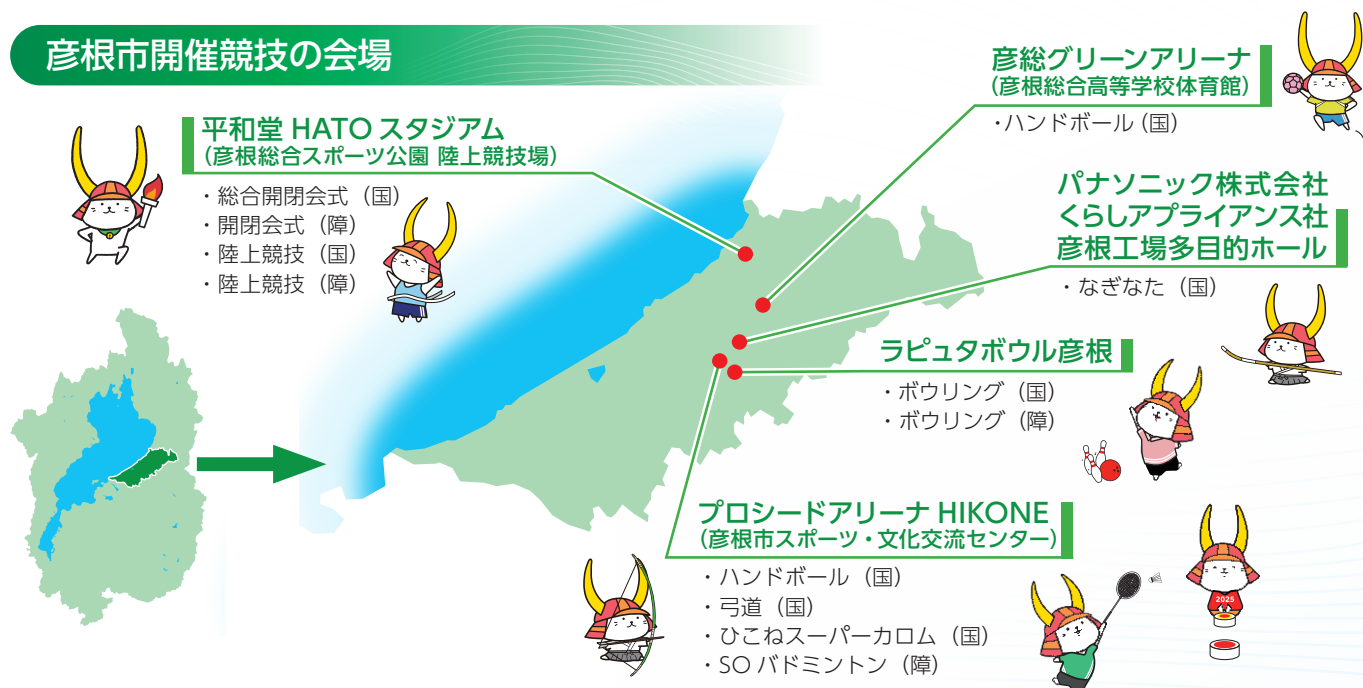 彦根市開催競技の会場
平和堂 HATO スタジアム
(彦根総合スポーツ公園 陸上競技場)
・総合開閉会式（国）
・開閉会式（障）
・陸上競技（国）
・陸上競技（障）
彦総グリーンアリーナ
(彦根総合高等学校体育館)
・ハンドボール（国）
パナソニック株式会社
くらしアプライアンス社
彦根工場多目的ホール
・なぎなた（国）
ラピュタボウル彦根
・ボウリング（国）
・ボウリング（障）
プロシードアリーナ HIKONE
(彦根市スポーツ・文化交流センター)
・ハンドボール（国）
・弓道（国）
・ひこねスーパーカロム（国）
・SO バドミントン（障）
2025